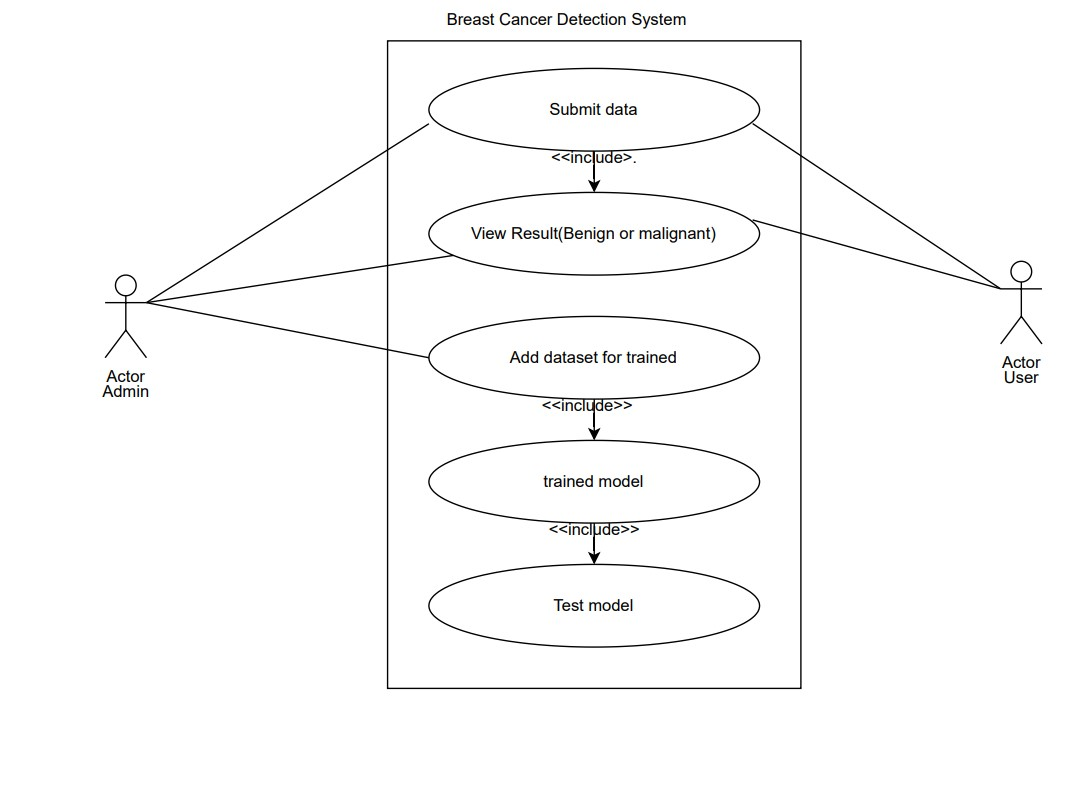 Breast Cancer Detection System
Submit data
<<include>.
View Result(Benign or malignant)
Add dataset for trained
<<include>>
trained model
<<include>>
Test model
Actor
Admin
Actor
User